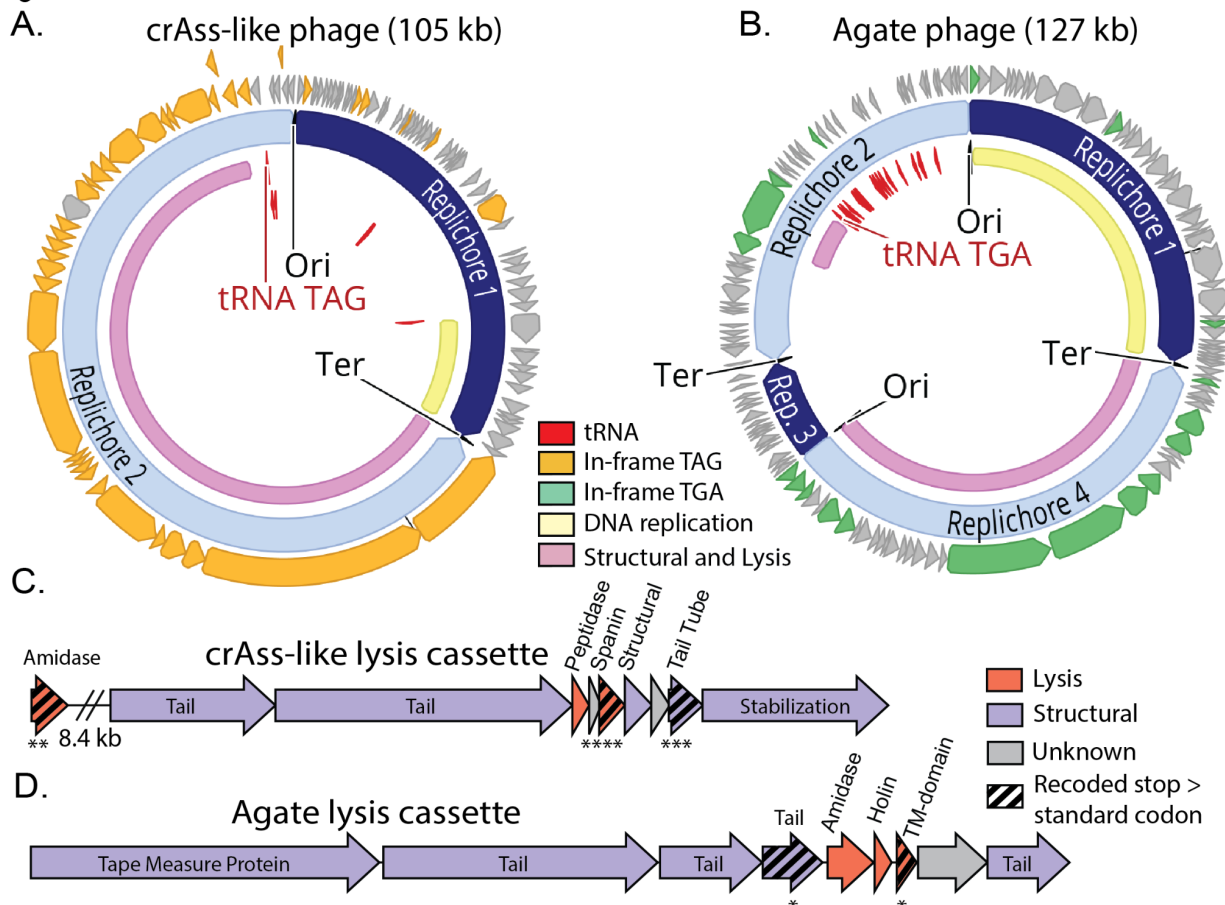 A.
crAss-like phage (105 kb)
Replichore 1
Replichore 2
Ori
tRNA TAG
Ter
B.
Agate phage (127 kb)
Replichore 2
Replichore 1
Ori
tRNA TGA
Ter
Ter
Ori
Rep. 3
Replichore 4
tRNA
In-frame TAG
In-frame TGA
DNA replication
Structural and Lysis
C.
crAss-like lysis cassette
Amidase
Peptidase
Spanin
Structural
Tail Tube
Tail
Tail
Stabilization
** 8.4 kb **** ***
Lysis
Structural
Unknown
Recoded stop >
standard codon
D.
Agate lysis cassette
Tail
Amidase
Holin
TM-domain
Tape Measure Protein
Tail
Tail
Tail
* *